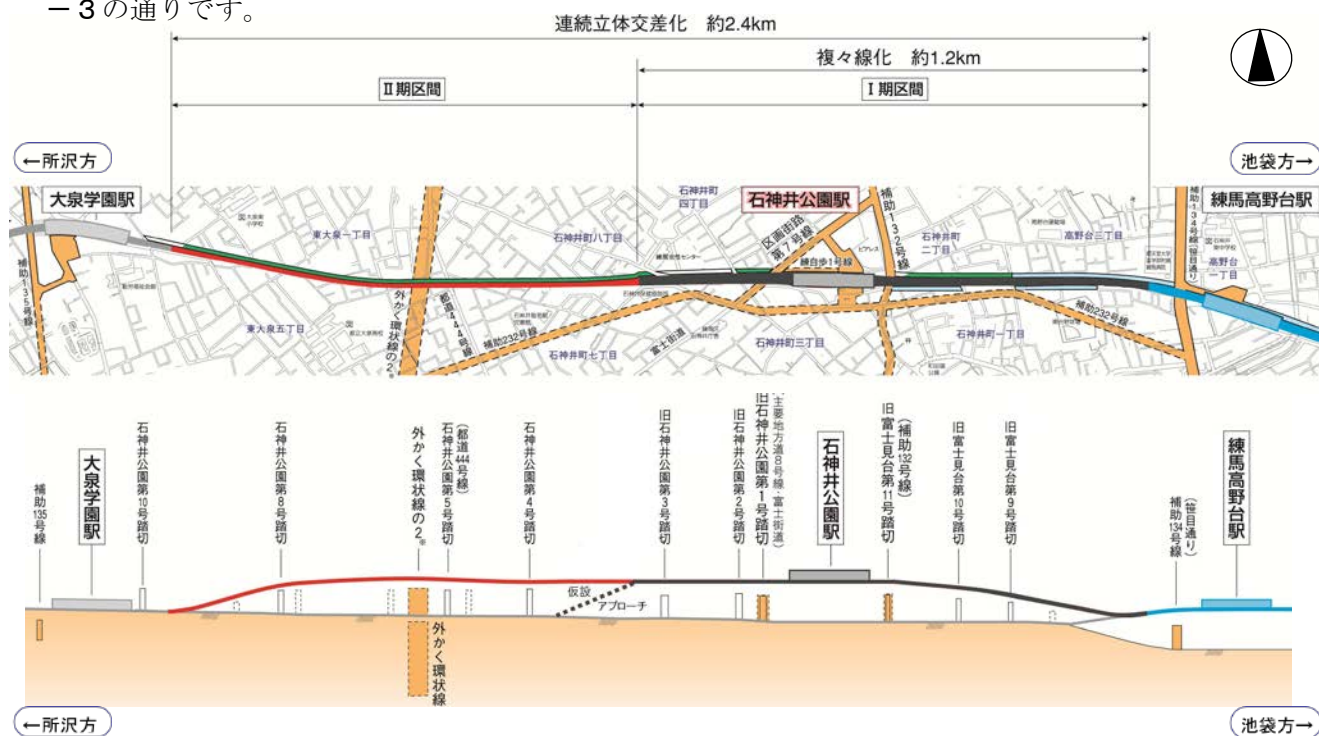 －３の通りです。
連続立体交差化 約2.4km
複々線化 約1.2km
Ⅱ期区間
Ⅰ期区間
←所沢方
池袋方→
大泉学園駅
石神井公園駅
練馬高野台駅
石神井町四丁目
区画街路第7号線
補助132号線
補助134号線(笹目通り)
東大泉一丁目
石神井町八丁目
ピアレス
石神井町二丁目
高野台三丁目
高野台一丁目
練自歩1号線
補助135号線
外かく環状線の2※
都道444号線
東大泉五丁目
補助232号線
石神井町七丁目
富士街道
石神井町三丁目
石神井町一丁目
補助232号線
補助135号線
大泉学園駅
石神井公園第10号踏切
石神井公園第8号踏切
外かく環状線の2※
石神井公園第5号踏切
(都道444号線)
石神井公園第4号踏切
旧石神井公園第3号踏切
旧石神井公園第2号踏切
旧石神井公園第1号踏切
(主要地方道8号線・富士街道)
石神井公園駅
旧富士見台第11号踏切
(補助132号線)
旧富士見台第10号踏切
旧富士見台第9号踏切
補助134号線
(笹目通り)
練馬高野台駅
仮設
アプローチ
外かく環状線
←所沢方
池袋方→